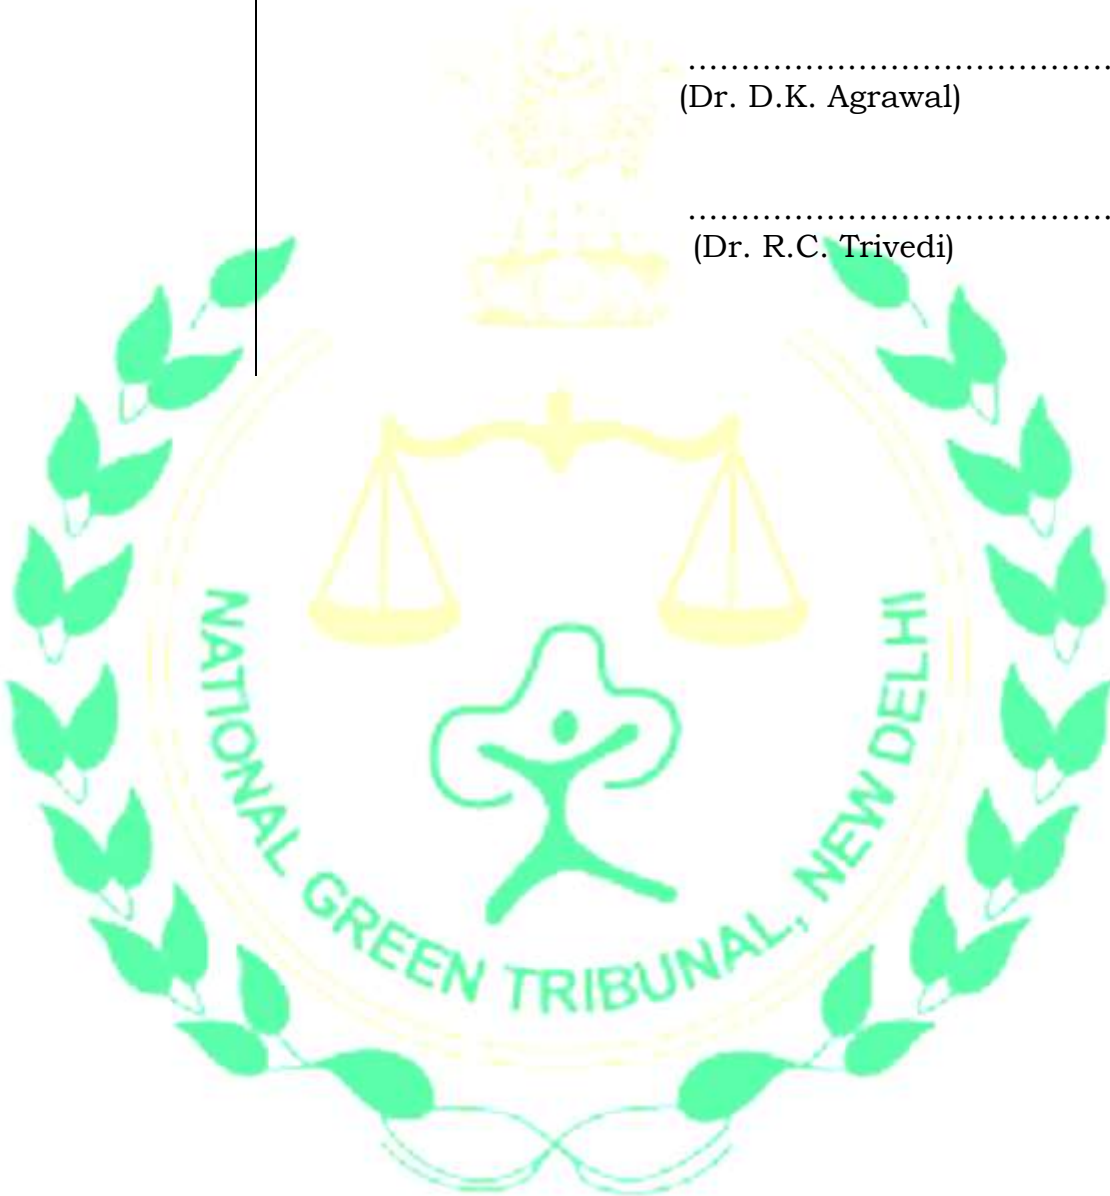 ……………………………………
(Dr. D.K. Agrawal)
……………………………………
(Dr. R.C. Trivedi)
NATIONAL GREEN TRIBUNAL, NEW DELHI